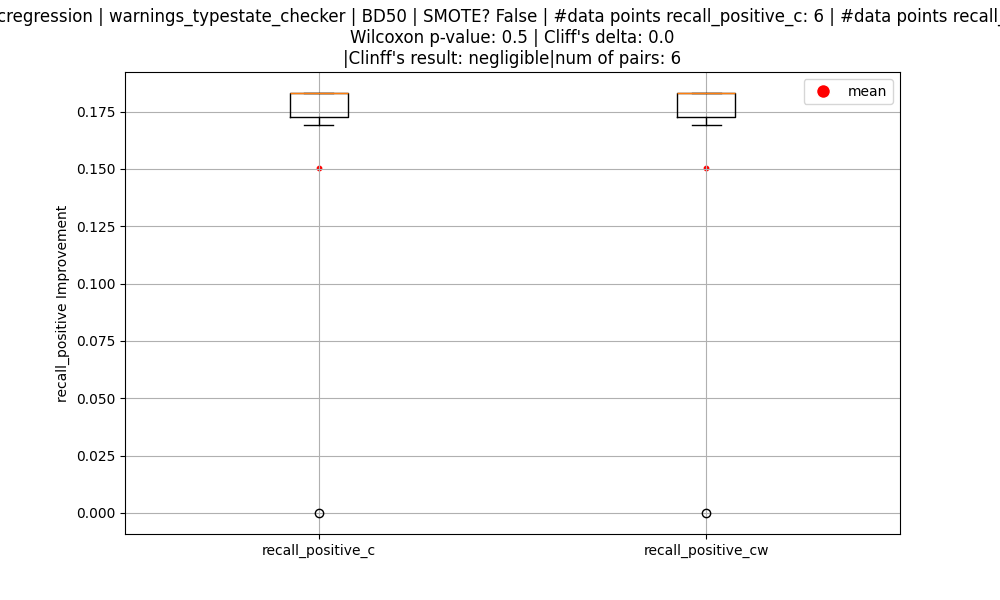 cregression | warnings_typestate_checker | BD50 | SMOTE? False | #data points recall_positive_c: 6 | #data points recall_
Wilcoxon p-value: 0.5 | Cliff's delta: 0.0
|Clinff's result: negligible|num of pairs: 6
mean
0.175
0.150
0.125
0.100
0.075
0.050
0.025
0.000
recall_positive Improvement
recall_positive_c
recall_positive_cw